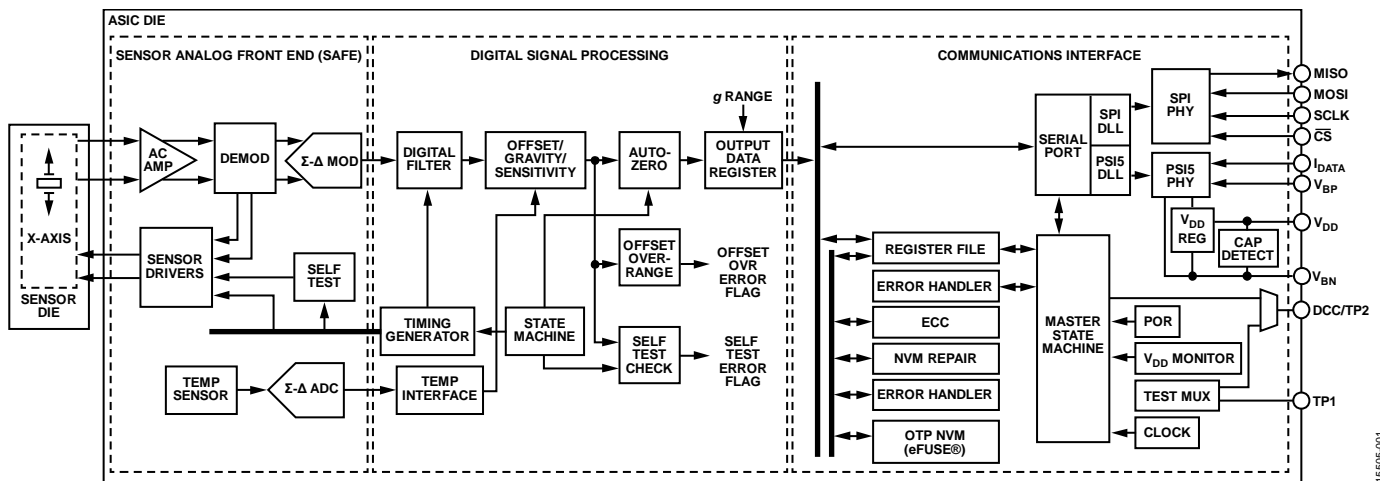 ASIC DIE
SENSOR ANALOG FRONT END (SAFE)
DIGITAL SIGNAL PROCESSING
COMMUNICATIONS INTERFACE
X-AXIS
SENSOR
DIE
AC
AMP
DEMOD
Σ-Δ MOD
SENSOR
DRIVERS
SELF
TEST
TEMP
SENSOR
Σ-Δ ADC
DIGITAL
FILTER
OFFSET/
GRAVITY/
SENSITIVITY
AUTO-
ZERO
g RANGE
OUTPUT
DATA
REGISTER
OFFSET
OVER-
RANGE
OFFSET
OVR
ERROR
FLAG
TIMING
GENERATOR
STATE
MACHINE
SELF
TEST
CHECK
SELF
TEST
ERROR
FLAG
TEMP
INTERFACE
SERIAL
PORT
SPI
DLL
PSI5
DLL
SPI
PHY
PSI5
PHY
VDD
REG
CAP
DETECT
REGISTER FILE
ERROR HANDLER
ECC
NVM REPAIR
ERROR HANDLER
OTP NVM
(eFUSE®)
MASTER
STATE
MACHINE
POR
VDD MONITOR
TEST MUX
CLOCK
MISO
MOSI
SCLK
CS
IDATA
VBP
VDD
VBN
DCC/TP2
TP1
15505-001